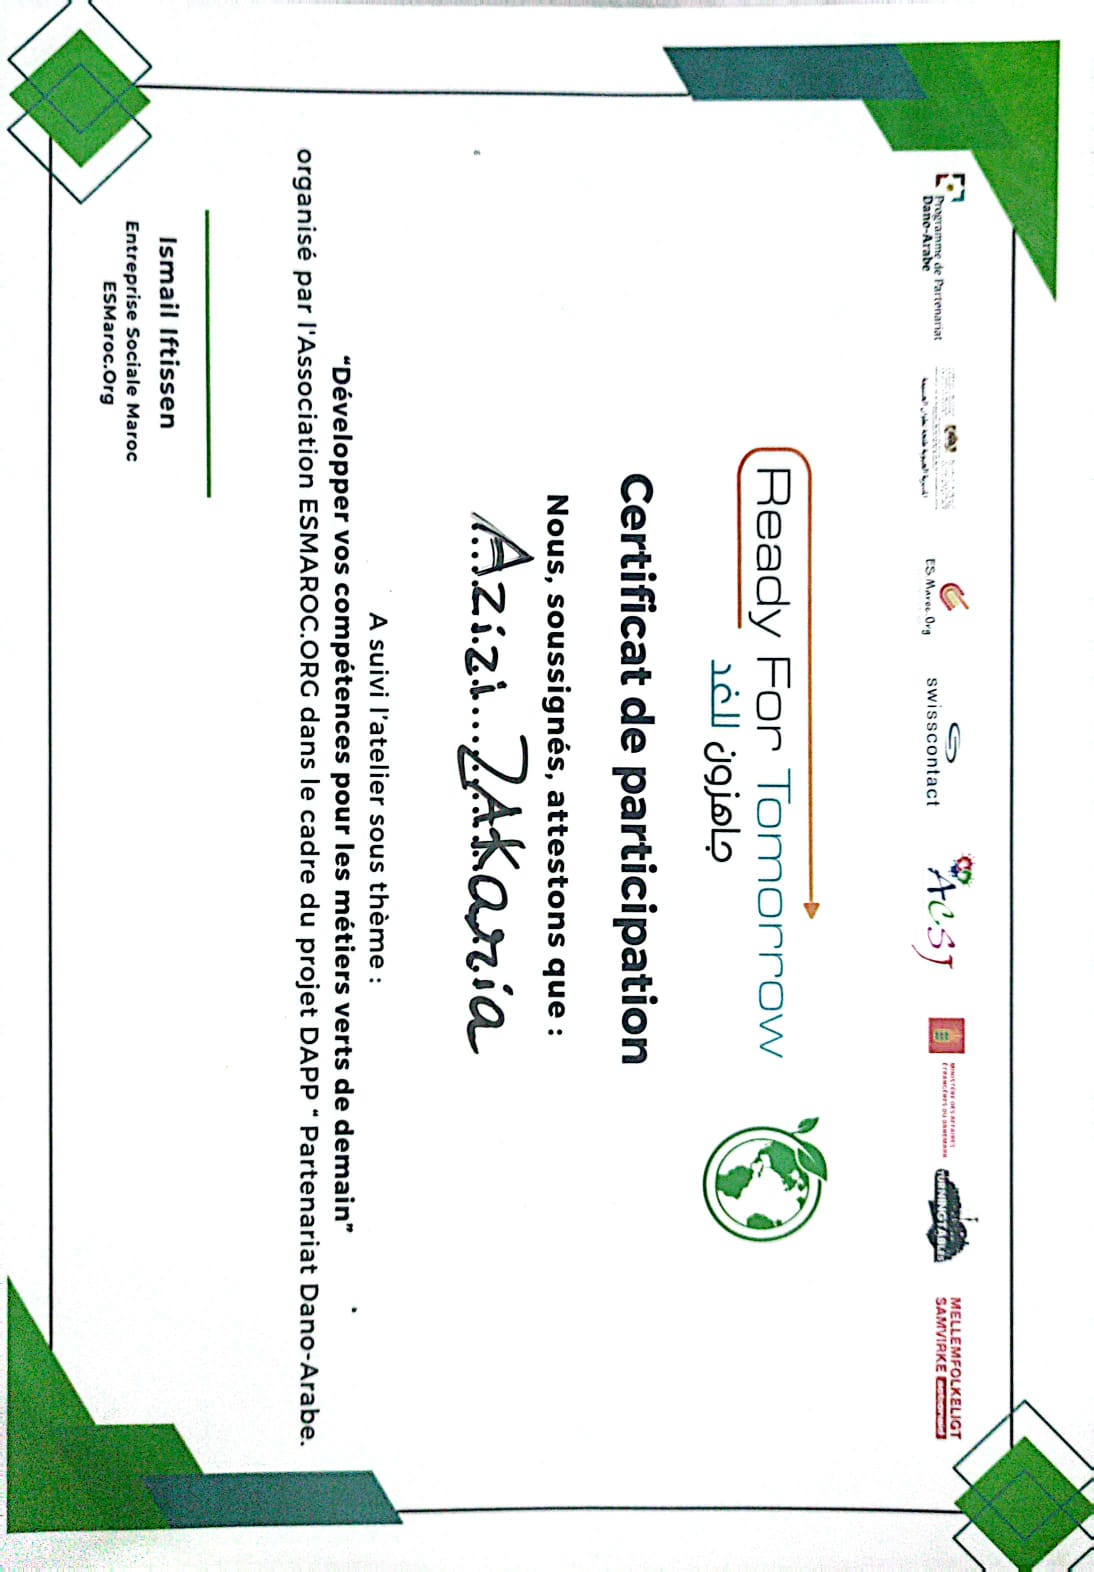 Programme de Partenariat
Dano-Arabe
ES.Maroc.Org
swisscontact
ACSJ
MINISTÈRE DES AFFAIRES
ÉTRANGÈRES DU DANEMARK
TURNINGTABLES
MELLEMFOLKELIGT
SAMVIRKE actionaid
Ready For Tomorrow
جاهزون للغد
Certificat de participation
Nous, soussignés, attestons que :
Azizi ZAKaria
A suivi l'atelier sous thème :
“Développer vos compétences pour les métiers verts de demain”
organisé par l'Association ESMAROC.ORG dans le cadre du projet DAPP “ Partenariat Dano-Arabe.
Ismail Iftissen
Entreprise Sociale Maroc
ESMaroc.Org